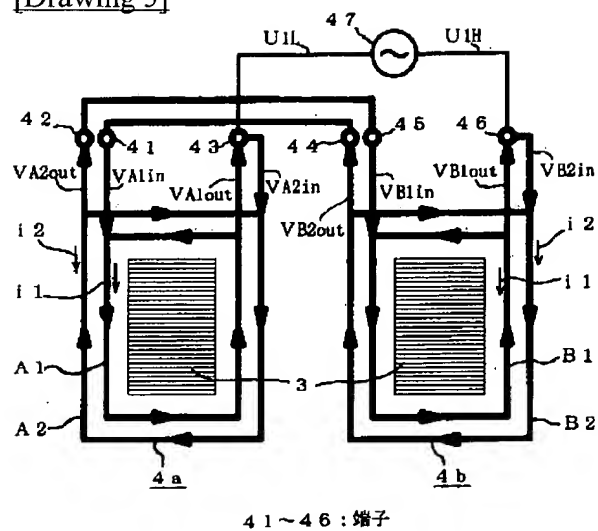 [Drawing 5]
47
U1L
U1H
42
41
43
44
45
46
VA2out
VA1in
VA1out
VA2in
VB2out
VB1in
VB1out
VB2in
i2
i1
i2
i1
A1
3
3
B1
A2
B2
4a
4b
41~46:端子